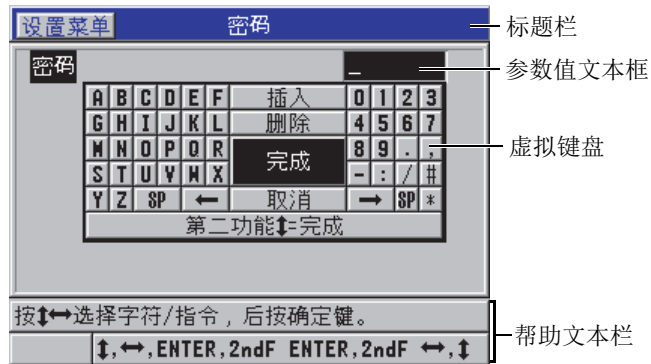 设置菜单 密码 标题栏
密码 _ 参数值文本框
A B C D E F 插入 0 1 2 3
G H I J K L 删除 4 5 6 7
M N O P Q R 完成 8 9 . , 虚拟键盘
S T U V W X - : / #
Y Z SP ← 取消 → SP *
第二功能↕=完成
按↕↔选择字符/指令,后按确定键。
帮助文本栏
↕,↔,ENTER,2ndF ENTER,2ndF ↔,↕